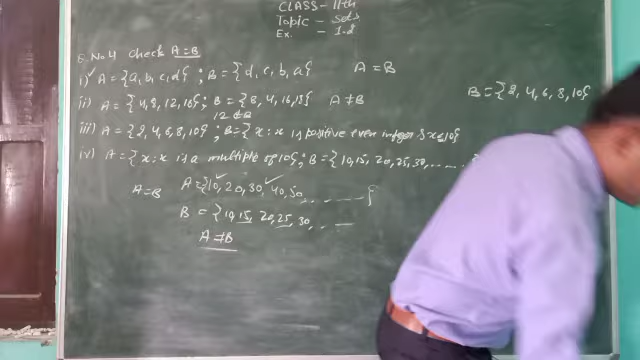 CLASS - 11th
Topic - Sets
Ex. - 1.2
Q. No 4 Check A=B
i) A = {a, b, c, d} ; B = {d, c, b, a} A = B
ii) A = {4, 8, 12, 16} ; B = {8, 4, 16, 18} A ≠ B
12 ∉ B
B = {2, 4, 6, 8, 10}
iii) A = {2, 4, 6, 8, 10} ; B = {x : x is positive even integer x ≤ 10}
iv) A = {x : x is a multiple of 10} ; B = {10, 15, 20, 25, 30, ......
A = B A = {10, 20, 30, 40, 50, ...... }
B = {10, 15, 20, 25, 30, ...
A ≠ B